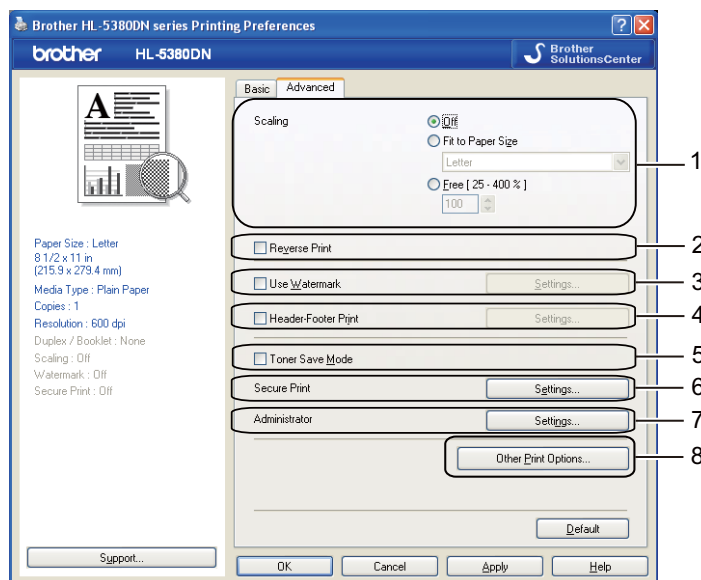 Brother HL-5380DN series Printing Preferences
brother HL-5380DN
Brother
SolutionsCenter
Basic Advanced
A
Scaling
Off
Fit to Paper Size
Letter
Free [ 25 - 400 % ]
100
1
Reverse Print
2
Use Watermark Settings...
3
Header-Footer Print Settings...
4
Toner Save Mode
5
Secure Print Settings...
6
Administrator Settings...
7
Other Print Options...
8
Paper Size : Letter
8 1/2 x 11 in
(215.9 x 279.4 mm)
Media Type : Plain Paper
Copies : 1
Resolution : 600 dpi
Duplex / Booklet : None
Scaling : Off
Watermark : Off
Secure Print : Off
Default
Support...
OK Cancel Apply Help